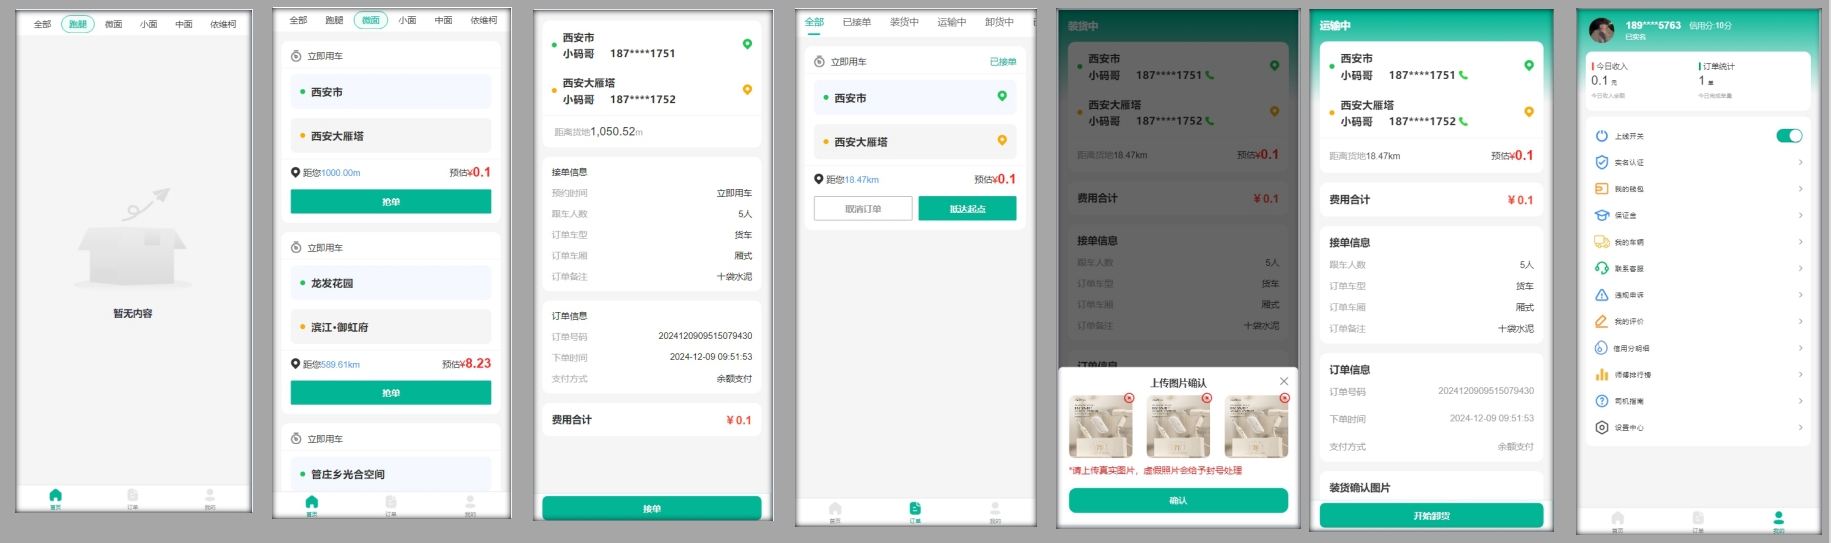 全部 跑腿 微面 小面 中面 依维柯
暂无内容
首页 订单 我的
全部 跑腿 微面 小面 中面 依维柯
立即用车
西安市
西安大雁塔
距您1000.00m 预估¥0.1
抢单
立即用车
龙发花园
滨江•御虹府
距您589.61km 预估¥8.23
抢单
立即用车
管庄乡光合空间
首页 订单 我的
西安市
小码哥 187****1751
西安大雁塔
小码哥 187****1752
距离货地1,050.52m
接单信息
预约时间 立即用车
跟车人数 5人
订单车型 货车
订单车厢 厢式
订单备注 十袋水泥
订单信息
订单号码 2024120909515079430
下单时间 2024-12-09 09:51:53
支付方式 余额支付
费用合计 ¥0.1
接单
全部 已接单 装货中 运输中 卸货中
立即用车 已接单
西安市
西安大雁塔
距您18.47km 预估¥0.1
取消订单 抵达起点
首页 订单 我的
装货中
西安市
小码哥 187****1751
西安大雁塔
小码哥 187****1752
距离货地18.47km 预估¥0.1
费用合计 ¥0.1
接单信息
跟车人数 5人
订单车型 货车
订单车厢 厢式
订单备注 十袋水泥
订单信息
上传图片确认
*请上传真实图片，虚假照片会给予封号处理
确认
运输中
西安市
小码哥 187****1751
西安大雁塔
小码哥 187****1752
距离货地18.47km 预估¥0.1
费用合计 ¥0.1
接单信息
跟车人数 5人
订单车型 货车
订单车厢 厢式
订单备注 十袋水泥
订单信息
订单号码 2024120909515079430
下单时间 2024-12-09 09:51:53
支付方式 余额支付
装货确认图片
开始卸货
189****5763 信用分:10分
已实名
今日收入 订单统计
0.1 元 1 单
今日收入金额 今日完成单量
上线开关
实名认证
我的钱包
保证金
我的车辆
联系客服
违规申诉
我的评价
信用分明细
师傅排行榜
司机指南
设置中心
首页 订单 我的